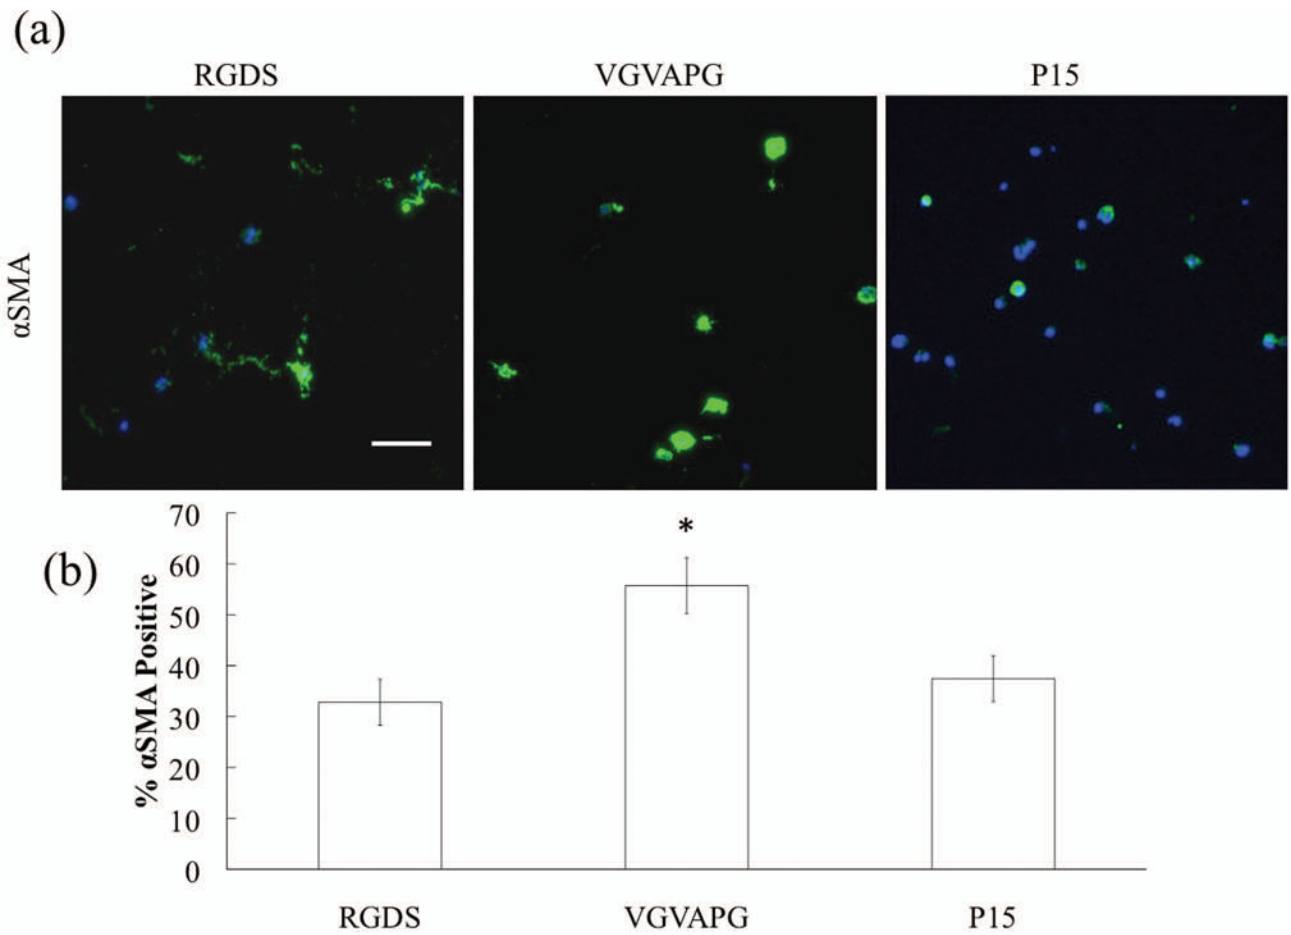 (a)
RGDS VGVAPG P15
αSMA
(b)
% αSMA Positive
70
60
50
40
30
20
10
0
*
RGDS VGVAPG P15